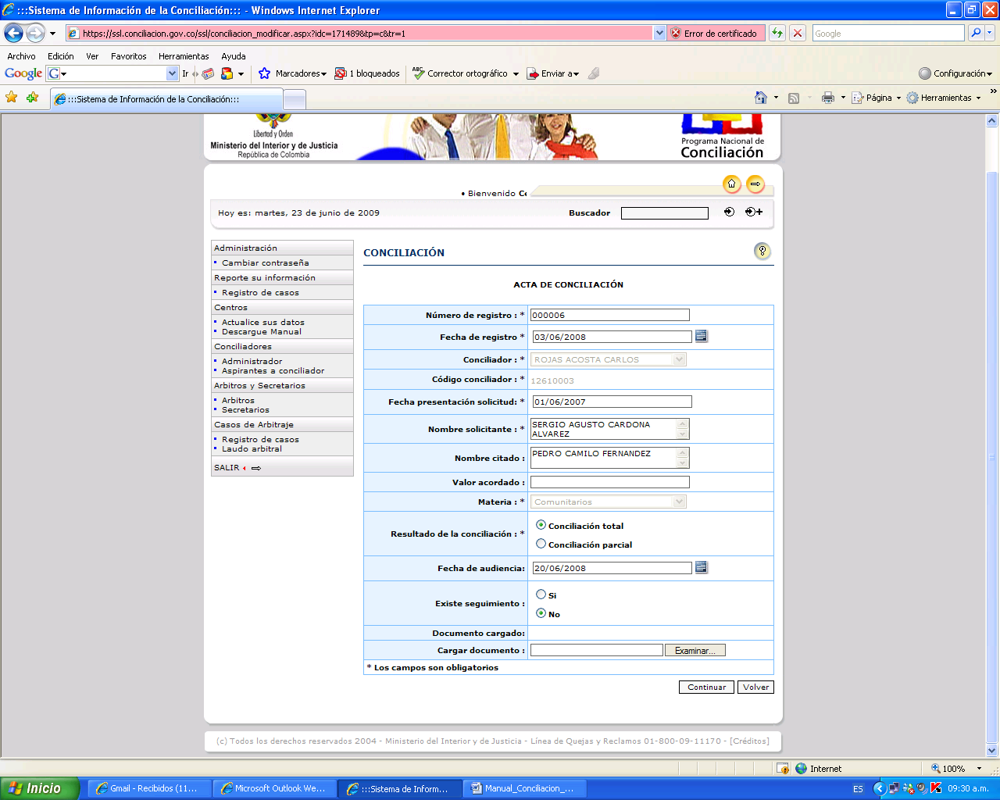 :::Sistema de Información de la Conciliación::: - Windows Internet Explorer
https://ssl.conciliacion.gov.co/ssl/conciliacion_modificar.aspx?idc=171489&tp=c&tr=1
Error de certificado
Google
Archivo Edición Ver Favoritos Herramientas Ayuda
Google G Ir Marcadores 1 bloqueados ABC Corrector ortográfico Enviar a Configuración
:::Sistema de Información de la Conciliación:::
Página Herramientas
Libertad y Orden
Ministerio del Interior y de Justicia
República de Colombia
Programa Nacional de
Conciliación
• Bienvenido Ce
Hoy es: martes, 23 de junio de 2009
Buscador
Administración
Cambiar contraseña
Reporte su información
Registro de casos
Centros
Actualice sus datos
Descargue Manual
Conciliadores
Administrador
Aspirantes a conciliador
Arbitros y Secretarios
Arbitros
Secretarios
Casos de Arbitraje
Registro de casos
Laudo arbitral
SALIR
CONCILIACIÓN
ACTA DE CONCILIACIÓN
Número de registro : * 000006
Fecha de registro * 03/06/2008
Conciliador : * ROJAS ACOSTA CARLOS
Código conciliador : * 12610003
Fecha presentación solicitud: * 01/06/2007
Nombre solicitante : * SERGIO AGUSTO CARDONA
ALVAREZ
Nombre citado : PEDRO CAMILO FERNANDEZ
Valor acordado :
Materia : * Comunitarios
Resultado de la conciliación : *
Conciliación total
Conciliación parcial
Fecha de audiencia: 20/06/2008
Existe seguimiento :
Si
No
Documento cargado:
Cargar documento : Examinar...
* Los campos son obligatorios
Continuar Volver
(c) Todos los derechos reservados 2004 - Ministerio del Interior y de Justicia - Línea de Quejas y Reclamos 01-800-09-11170 - [Créditos]
Internet 100%
Inicio Gmail - Recibidos (11... Microsoft Outlook We... :::Sistema de Inform... Manual_Conciliacion_... ES 09:30 a.m.